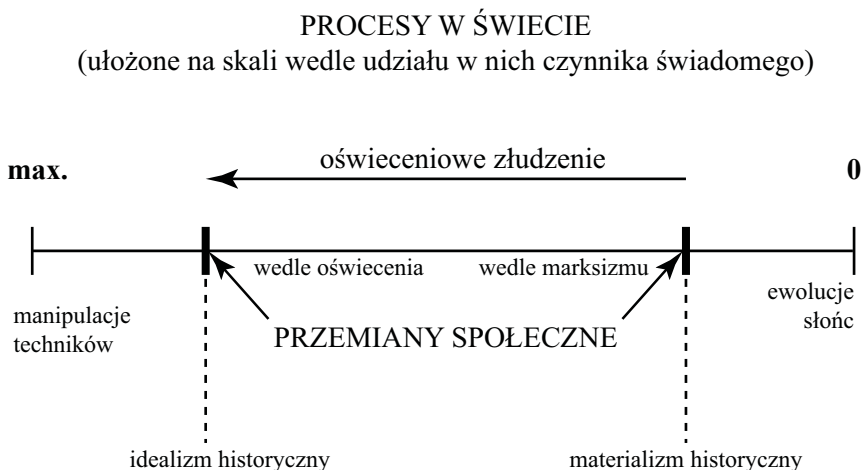 PROCESY W ŚWIECIE
(ułożone na skali wedle udziału w nich czynnika świadomego)
oświeceniowe złudzenie
max.
0
wedle oświecenia
wedle marksizmu
manipulacje
techników
ewolucje
słońc
PRZEMIANY SPOŁECZNE
idealizm historyczny
materializm historyczny